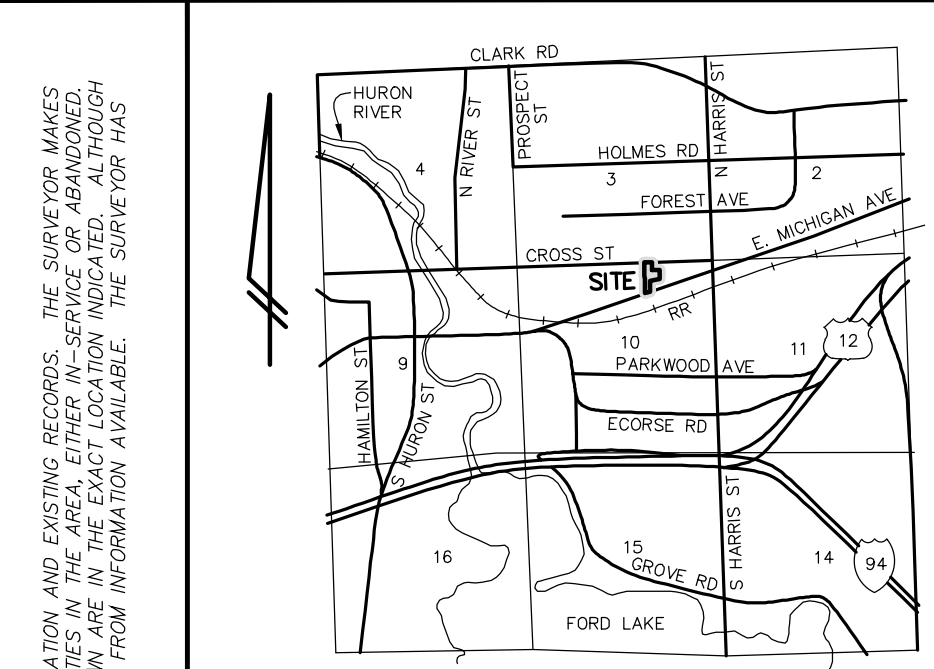 ATION AND EXISTING RECORDS. THE SURVEYOR MAKES
TIES IN THE AREA, EITHER IN-SERVICE OR ABANDONED.
WN ARE IN THE EXACT LOCATION INDICATED. ALTHOUGH
FROM INFORMATION AVAILABLE. THE SURVEYOR HAS
CLARK RD
HURON
RIVER
N RIVER ST
PROSPECT
ST
N HARRIS ST
4
HOLMES RD
3
2
FOREST AVE
E. MICHIGAN AVE
CROSS ST
SITE
RR
10
11
12
9
PARKWOOD AVE
HAMILTON ST
S HURON ST
ECORSE RD
S HARRIS ST
16
15
14
94
GROVE RD
FORD LAKE